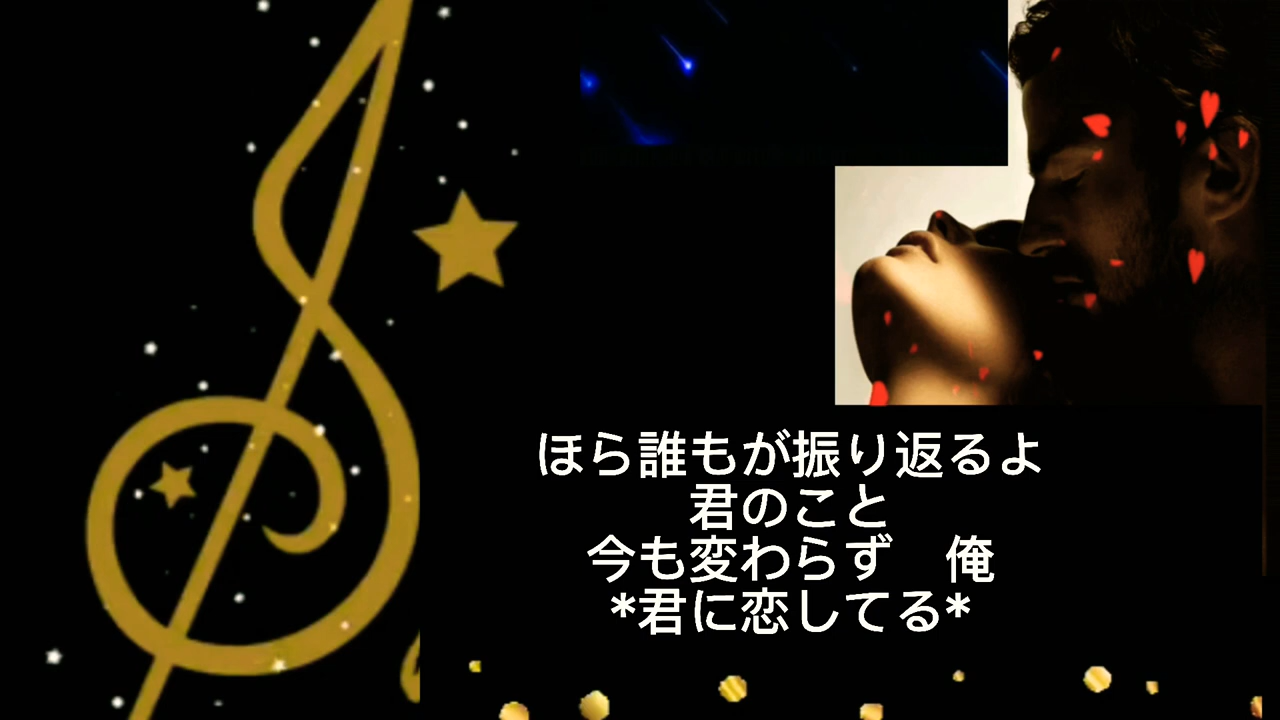 ほら誰もが振り返るよ
君のこと
今も変わらず　俺
*君に恋してる*